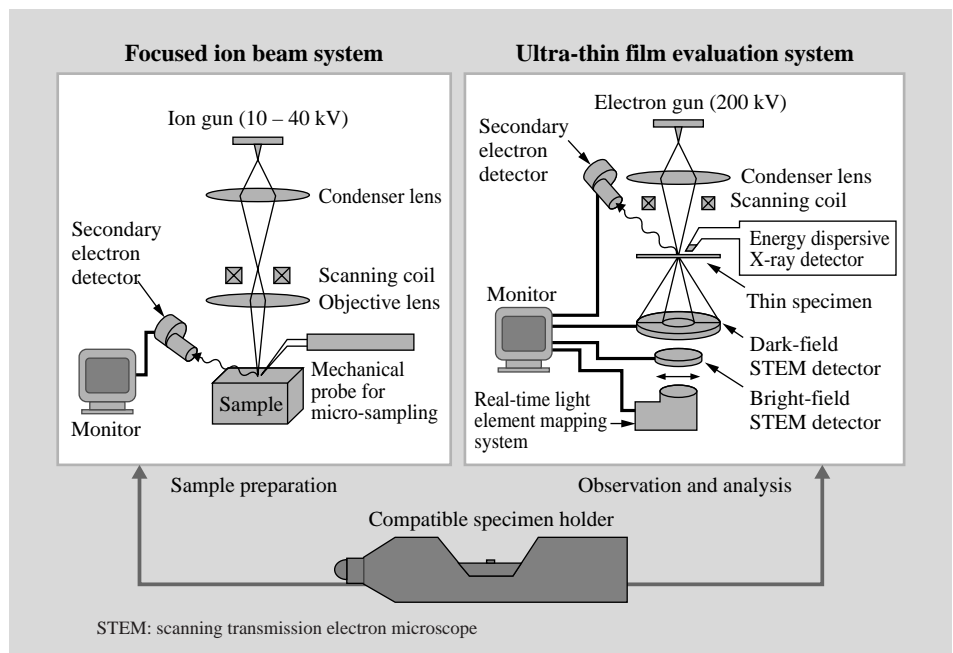 Focused ion beam system
Ion gun (10 – 40 kV)
Condenser lens
Secondary
electron
detector
Scanning coil
Objective lens
Mechanical
probe for
micro-sampling
Sample
Monitor
Ultra-thin film evaluation system
Electron gun (200 kV)
Secondary
electron
detector
Condenser lens
Scanning coil
Energy dispersive
X-ray detector
Thin specimen
Monitor
Dark-field
STEM detector
Bright-field
STEM detector
Real-time light
element mapping
system
Sample preparation
Observation and analysis
Compatible specimen holder
STEM: scanning transmission electron microscope